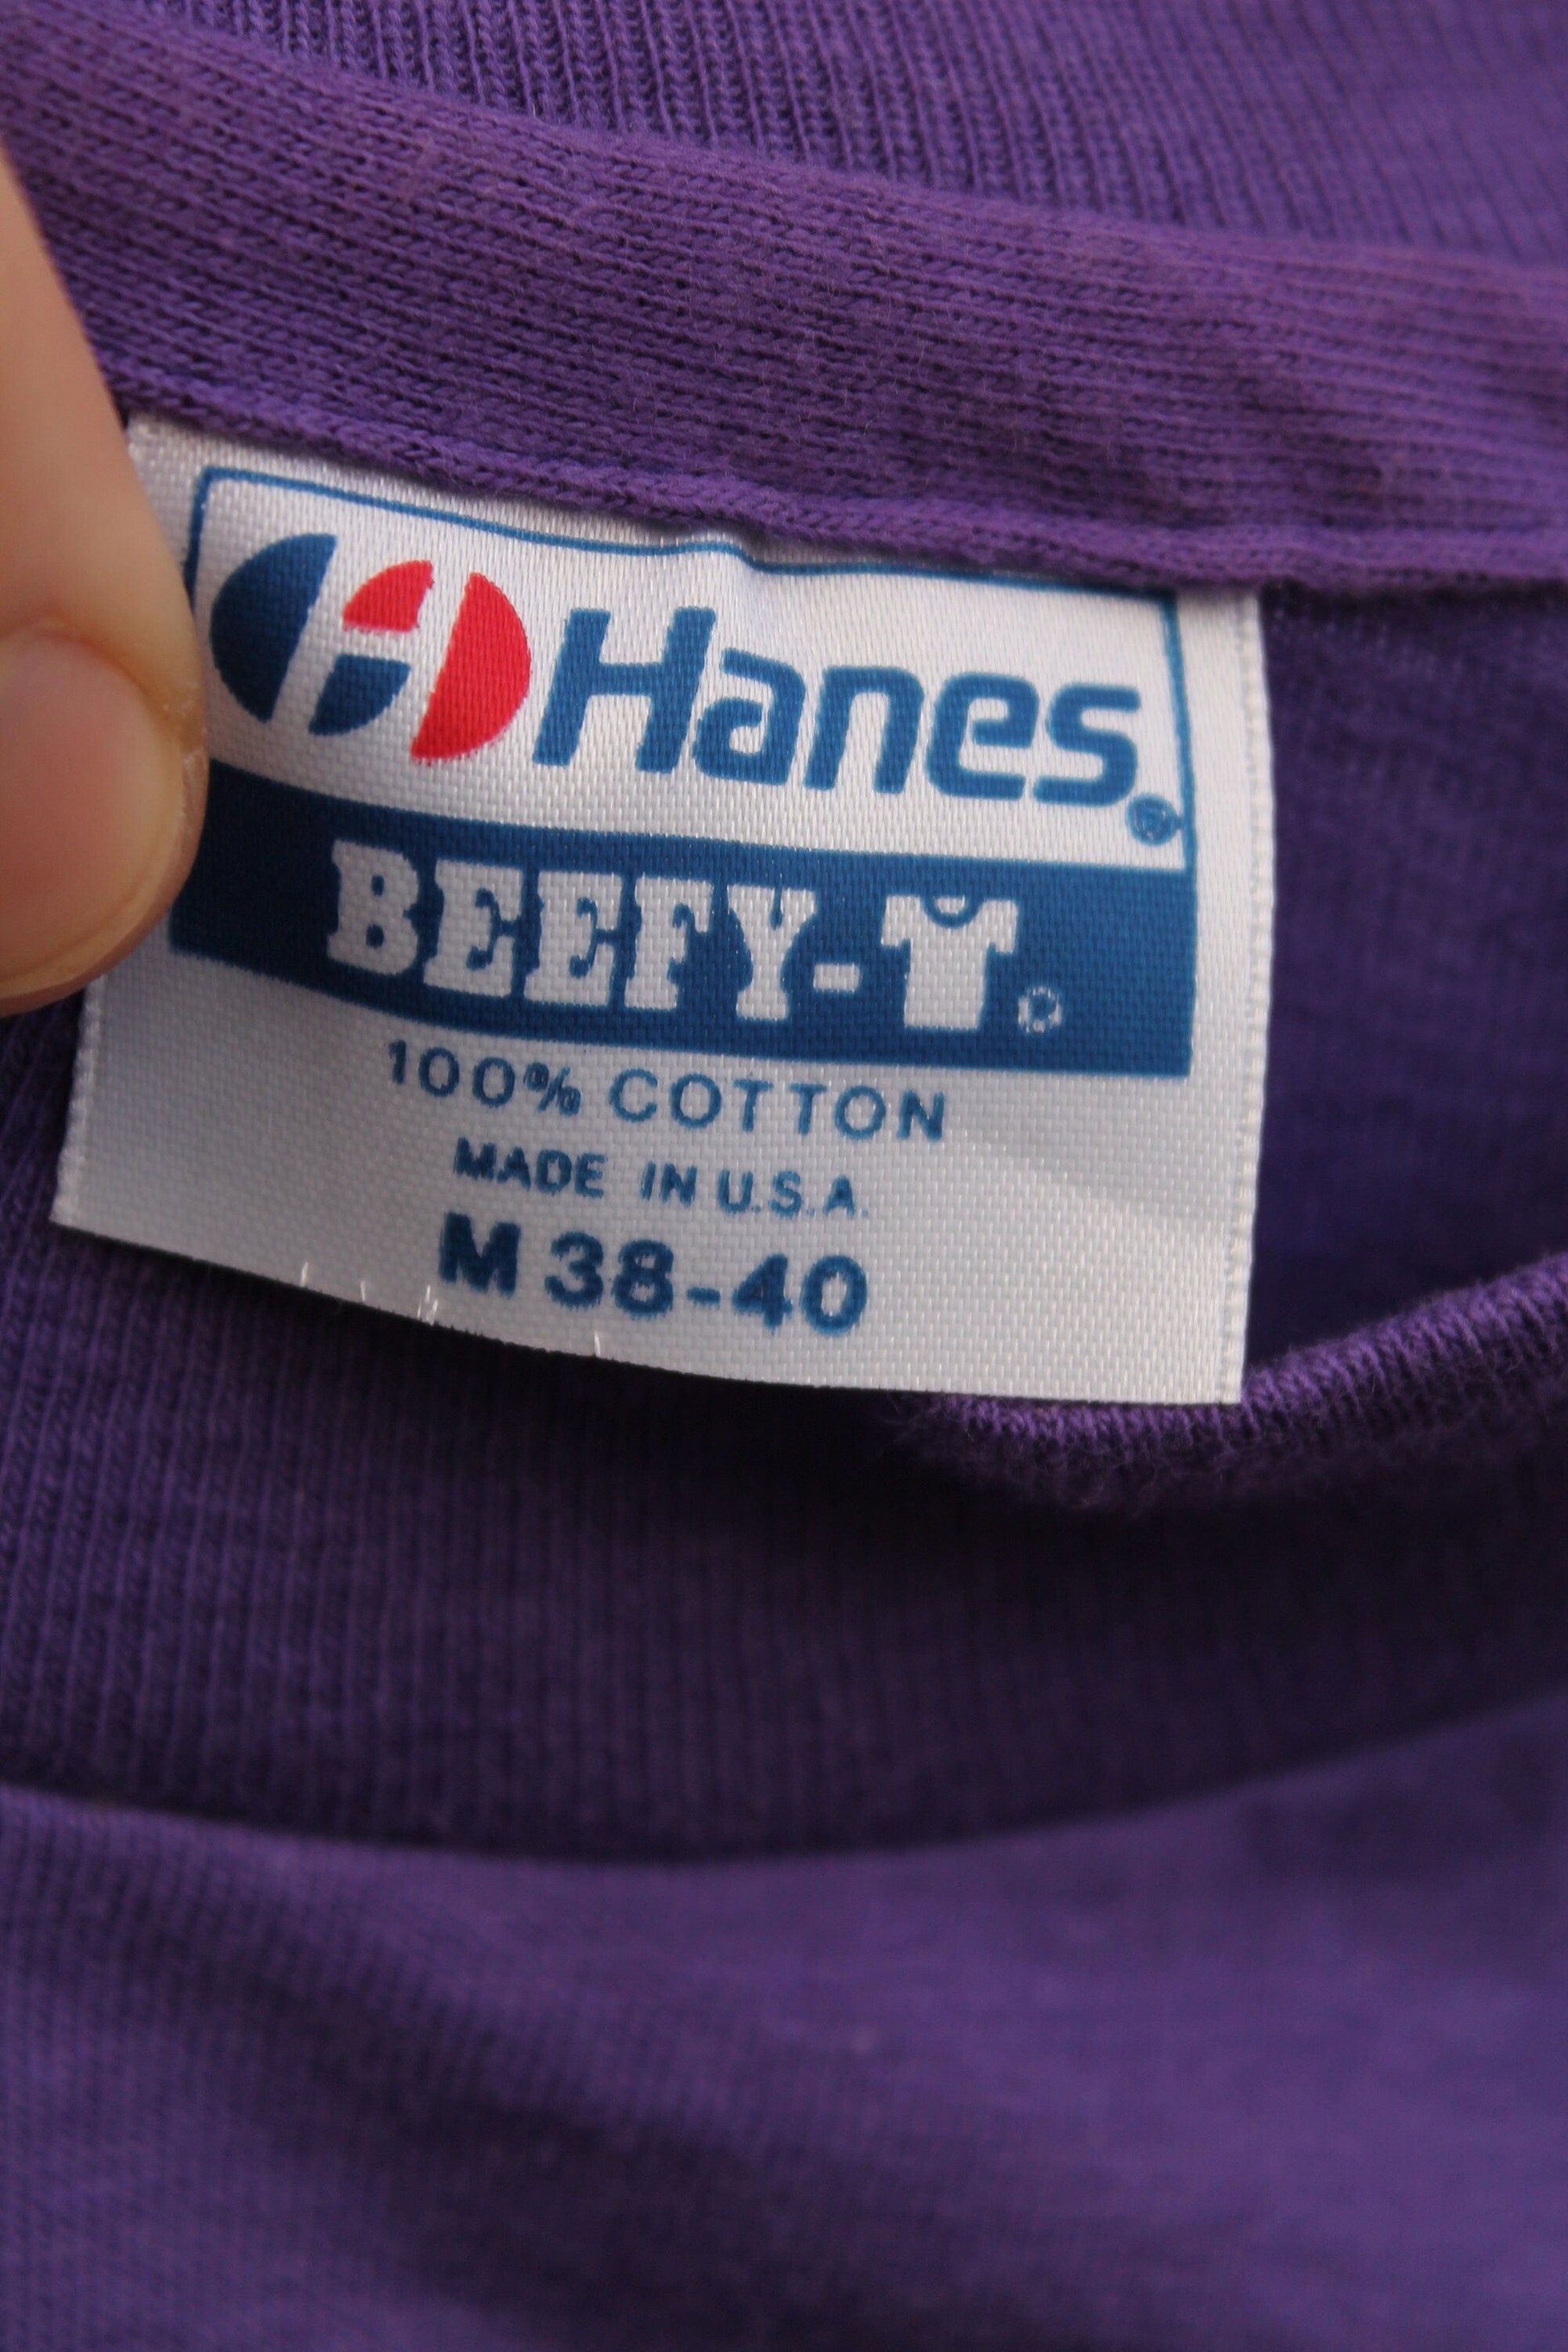 Hanes®
BEEFY-T®
100% COTTON
MADE IN U.S.A.
M 38-40